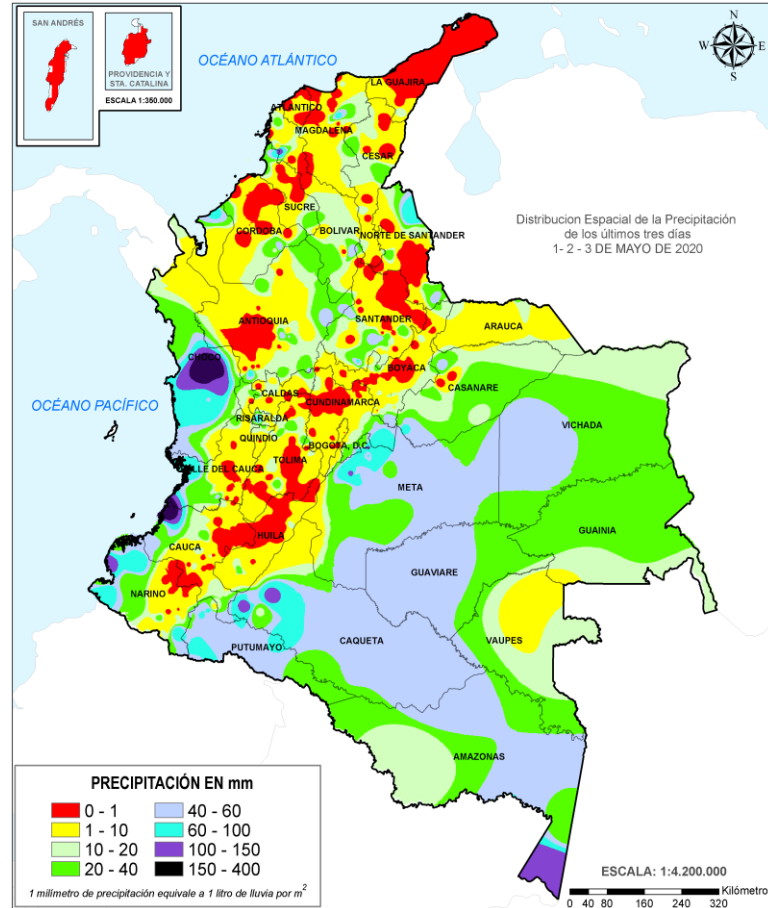 SAN ANDRÉS
PROVIDENCIA Y
STA. CATALINA
ESCALA 1:350.000
OCÉANO ATLÁNTICO
N
W
E
S
LA GUAJIRA
ATLANTICO
MAGDALENA
CESAR
SUCRE
CORDOBA
BOLIVAR
NORTE DE SANTANDER
Distribucion Espacial de la Precipitación
de los últimos tres días
1- 2 - 3 DE MAYO DE 2020
ANTIOQUIA
SANTANDER
ARAUCA
CHOCO
BOYACA
CASANARE
OCÉANO PACÍFICO
CALDAS
CUNDINAMARCA
RISARALDA
VICHADA
QUINDIO
BOGOTA, D.C.
TOLIMA
VALLE DEL CAUCA
META
GUAINIA
HUILA
CAUCA
GUAVIARE
NARINO
VAUPES
PUTUMAYO
CAQUETA
AMAZONAS
PRECIPITACIÓN EN mm
0 - 1
40 - 60
1 - 10
60 - 100
10 - 20
100 - 150
20 - 40
150 - 400
1 milímetro de precipitación equivale a 1 litro de lluvia por m2
ESCALA: 1:4.200.000
Kilómetro
0 40 80 160 240 320